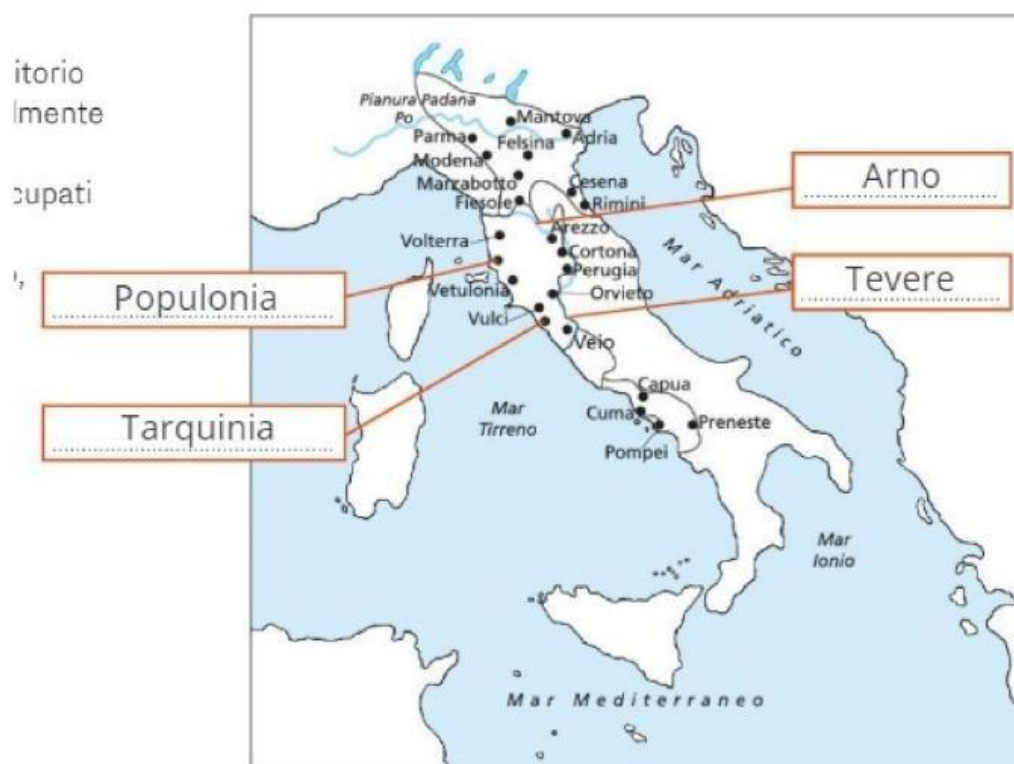 itorio
lmente
cupati
o,
Pianura Padana
Po
Mantova
Parma
Felsina
Adria
Modena
Marzabotto
Cesena
Fiesole
Rimini
Arno
Arezzo
Volterra
Cortona
Perugia
Tevere
Populonia
Vetulonia
Orvieto
Vulci
Veio
Mar Adriatico
Tarquinia
Mar
Tirreno
Capua
Cuma
Preneste
Pompei
Mar
Ionio
Mar Mediterraneo